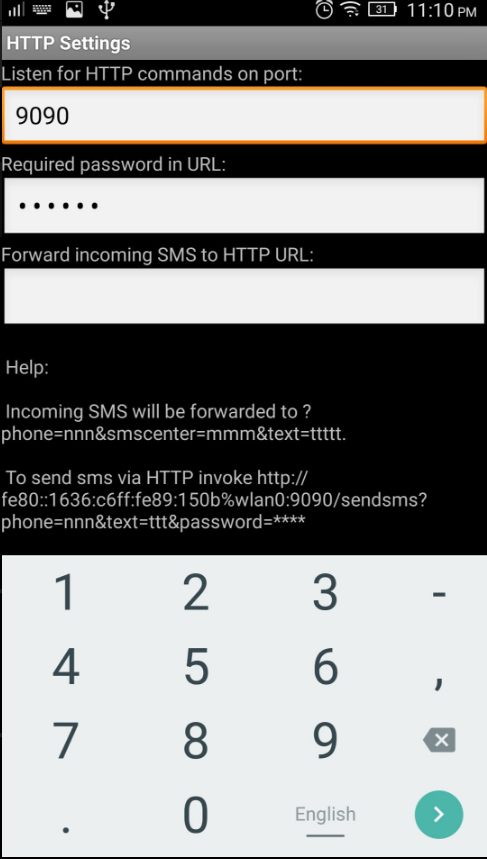 31 11:10 PM
HTTP Settings
Listen for HTTP commands on port:
9090
Required password in URL:
••••••
Forward incoming SMS to HTTP URL:
Help:
Incoming SMS will be forwarded to ?
phone=nnn&smscenter=mmm&text=ttttt.
To send sms via HTTP invoke http://
fe80::1636:c6ff:fe89:150b%wlan0:9090/sendsms?
phone=nnn&text=ttt&password=****
1 2 3 -
4 5 6 ,
7 8 9
. 0 English